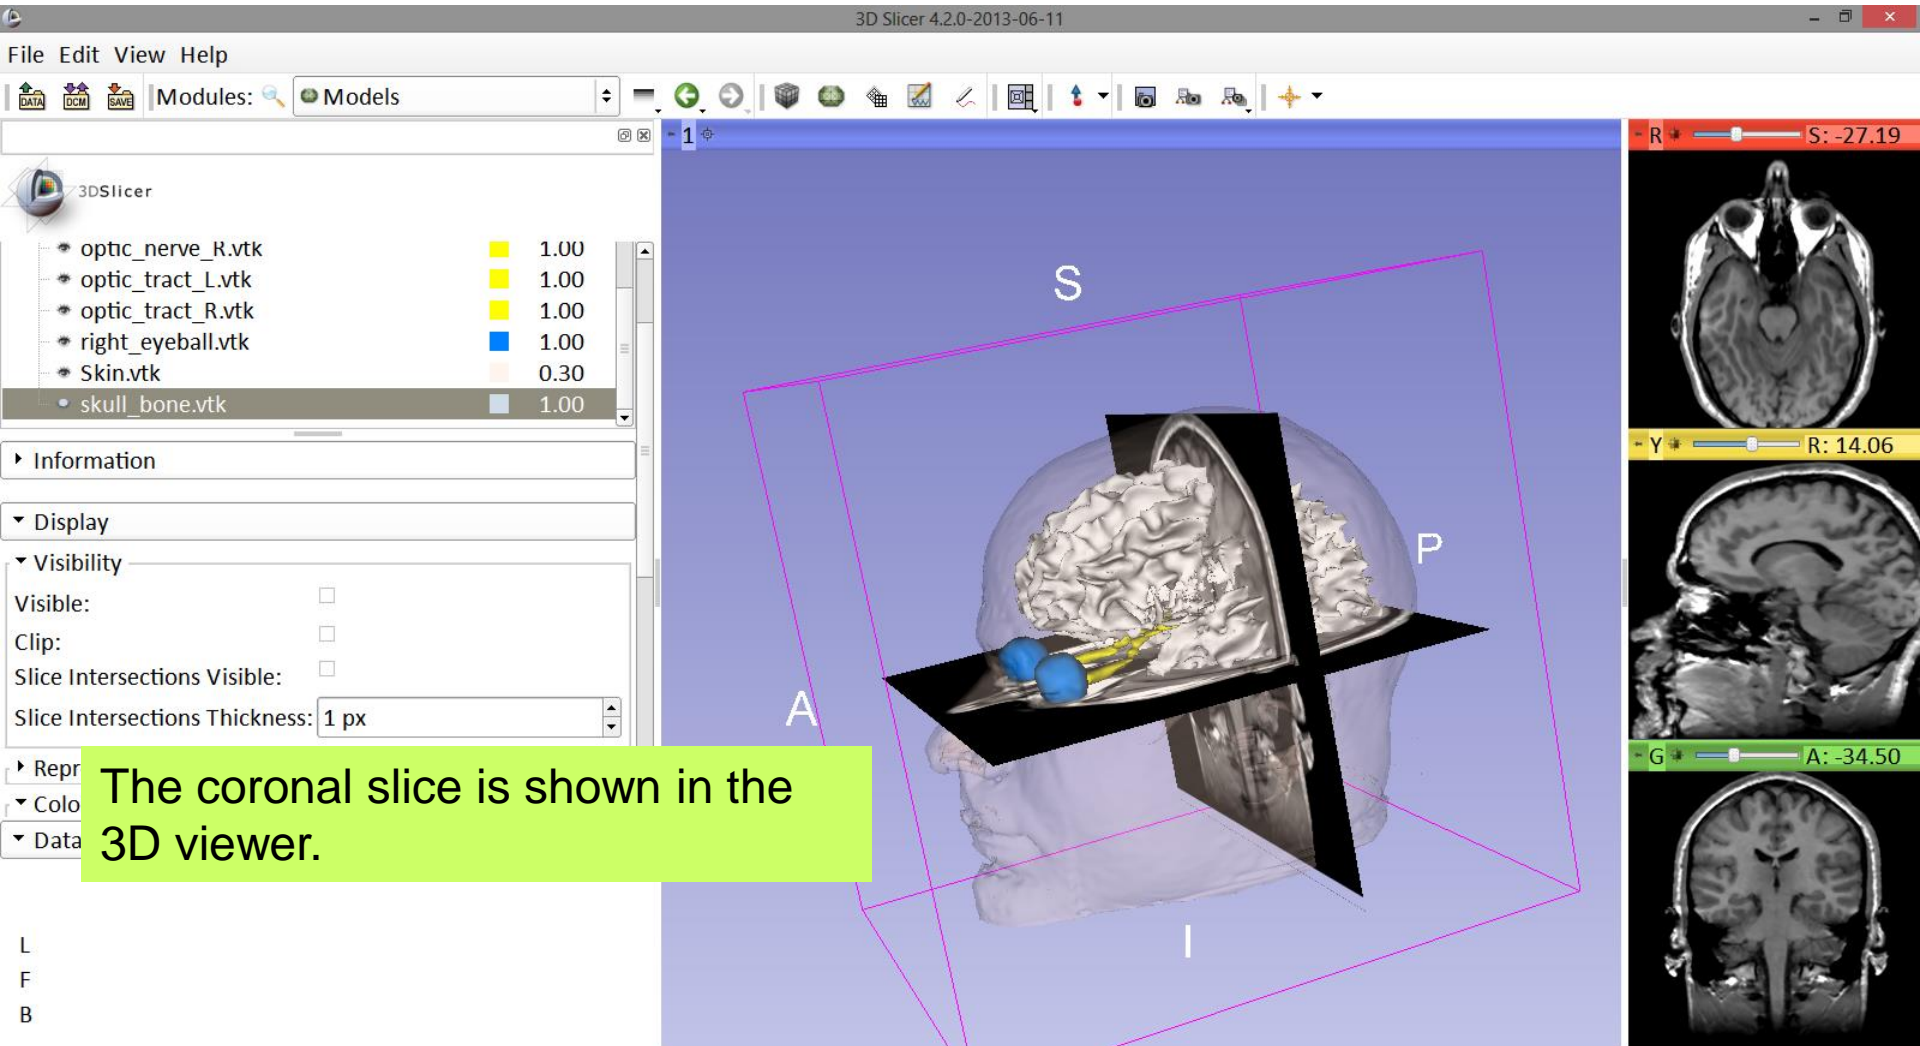 3D Slicer 4.2.0-2013-06-11
File Edit View Help
DATA DCM SAVE Modules: Models
1
R S: -27.19
3DSlicer
optic_nerve_R.vtk 1.00
optic_tract_L.vtk 1.00
optic_tract_R.vtk 1.00
right_eyeball.vtk 1.00
Skin.vtk 0.30
skull_bone.vtk 1.00
S
P
A
I
Y R: 14.06
G A: -34.50
Information
Display
Visibility
Visible:
Clip:
Slice Intersections Visible:
Slice Intersections Thickness: 1 px
Repr
Colo
Data
The coronal slice is shown in the
3D viewer.
L
F
B